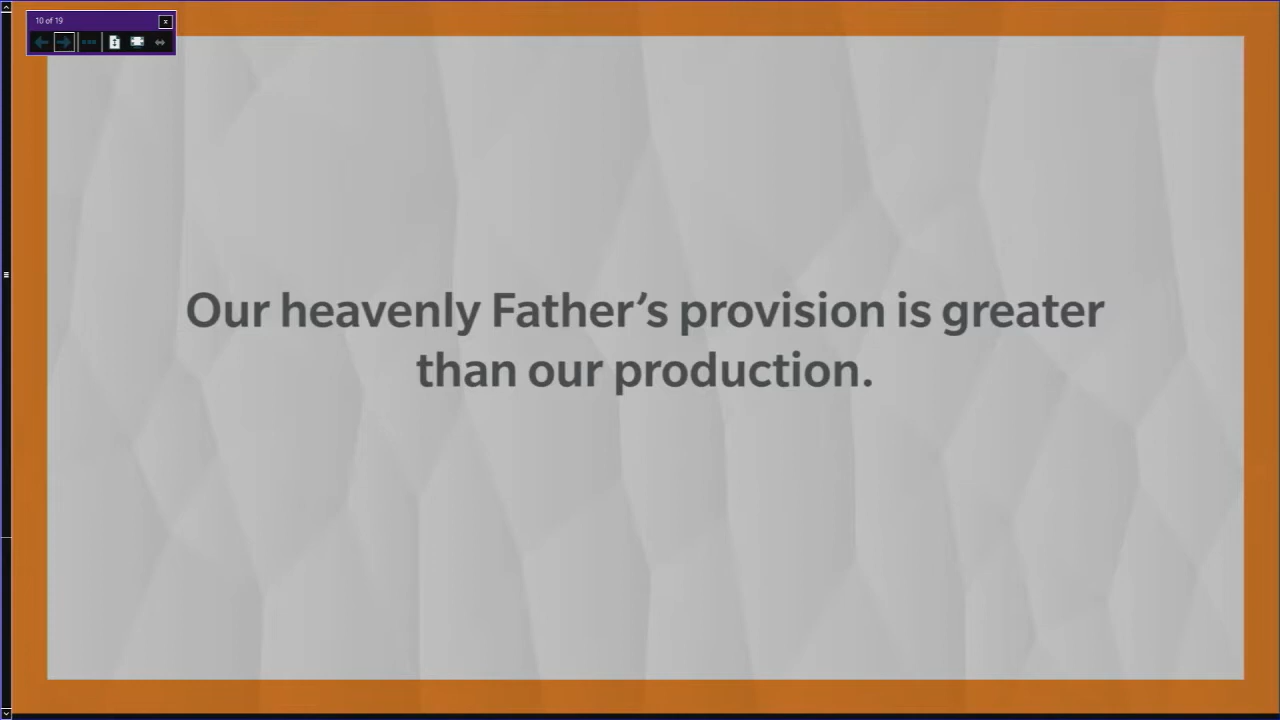 10 of 19
Our heavenly Father’s provision is greater
than our production.